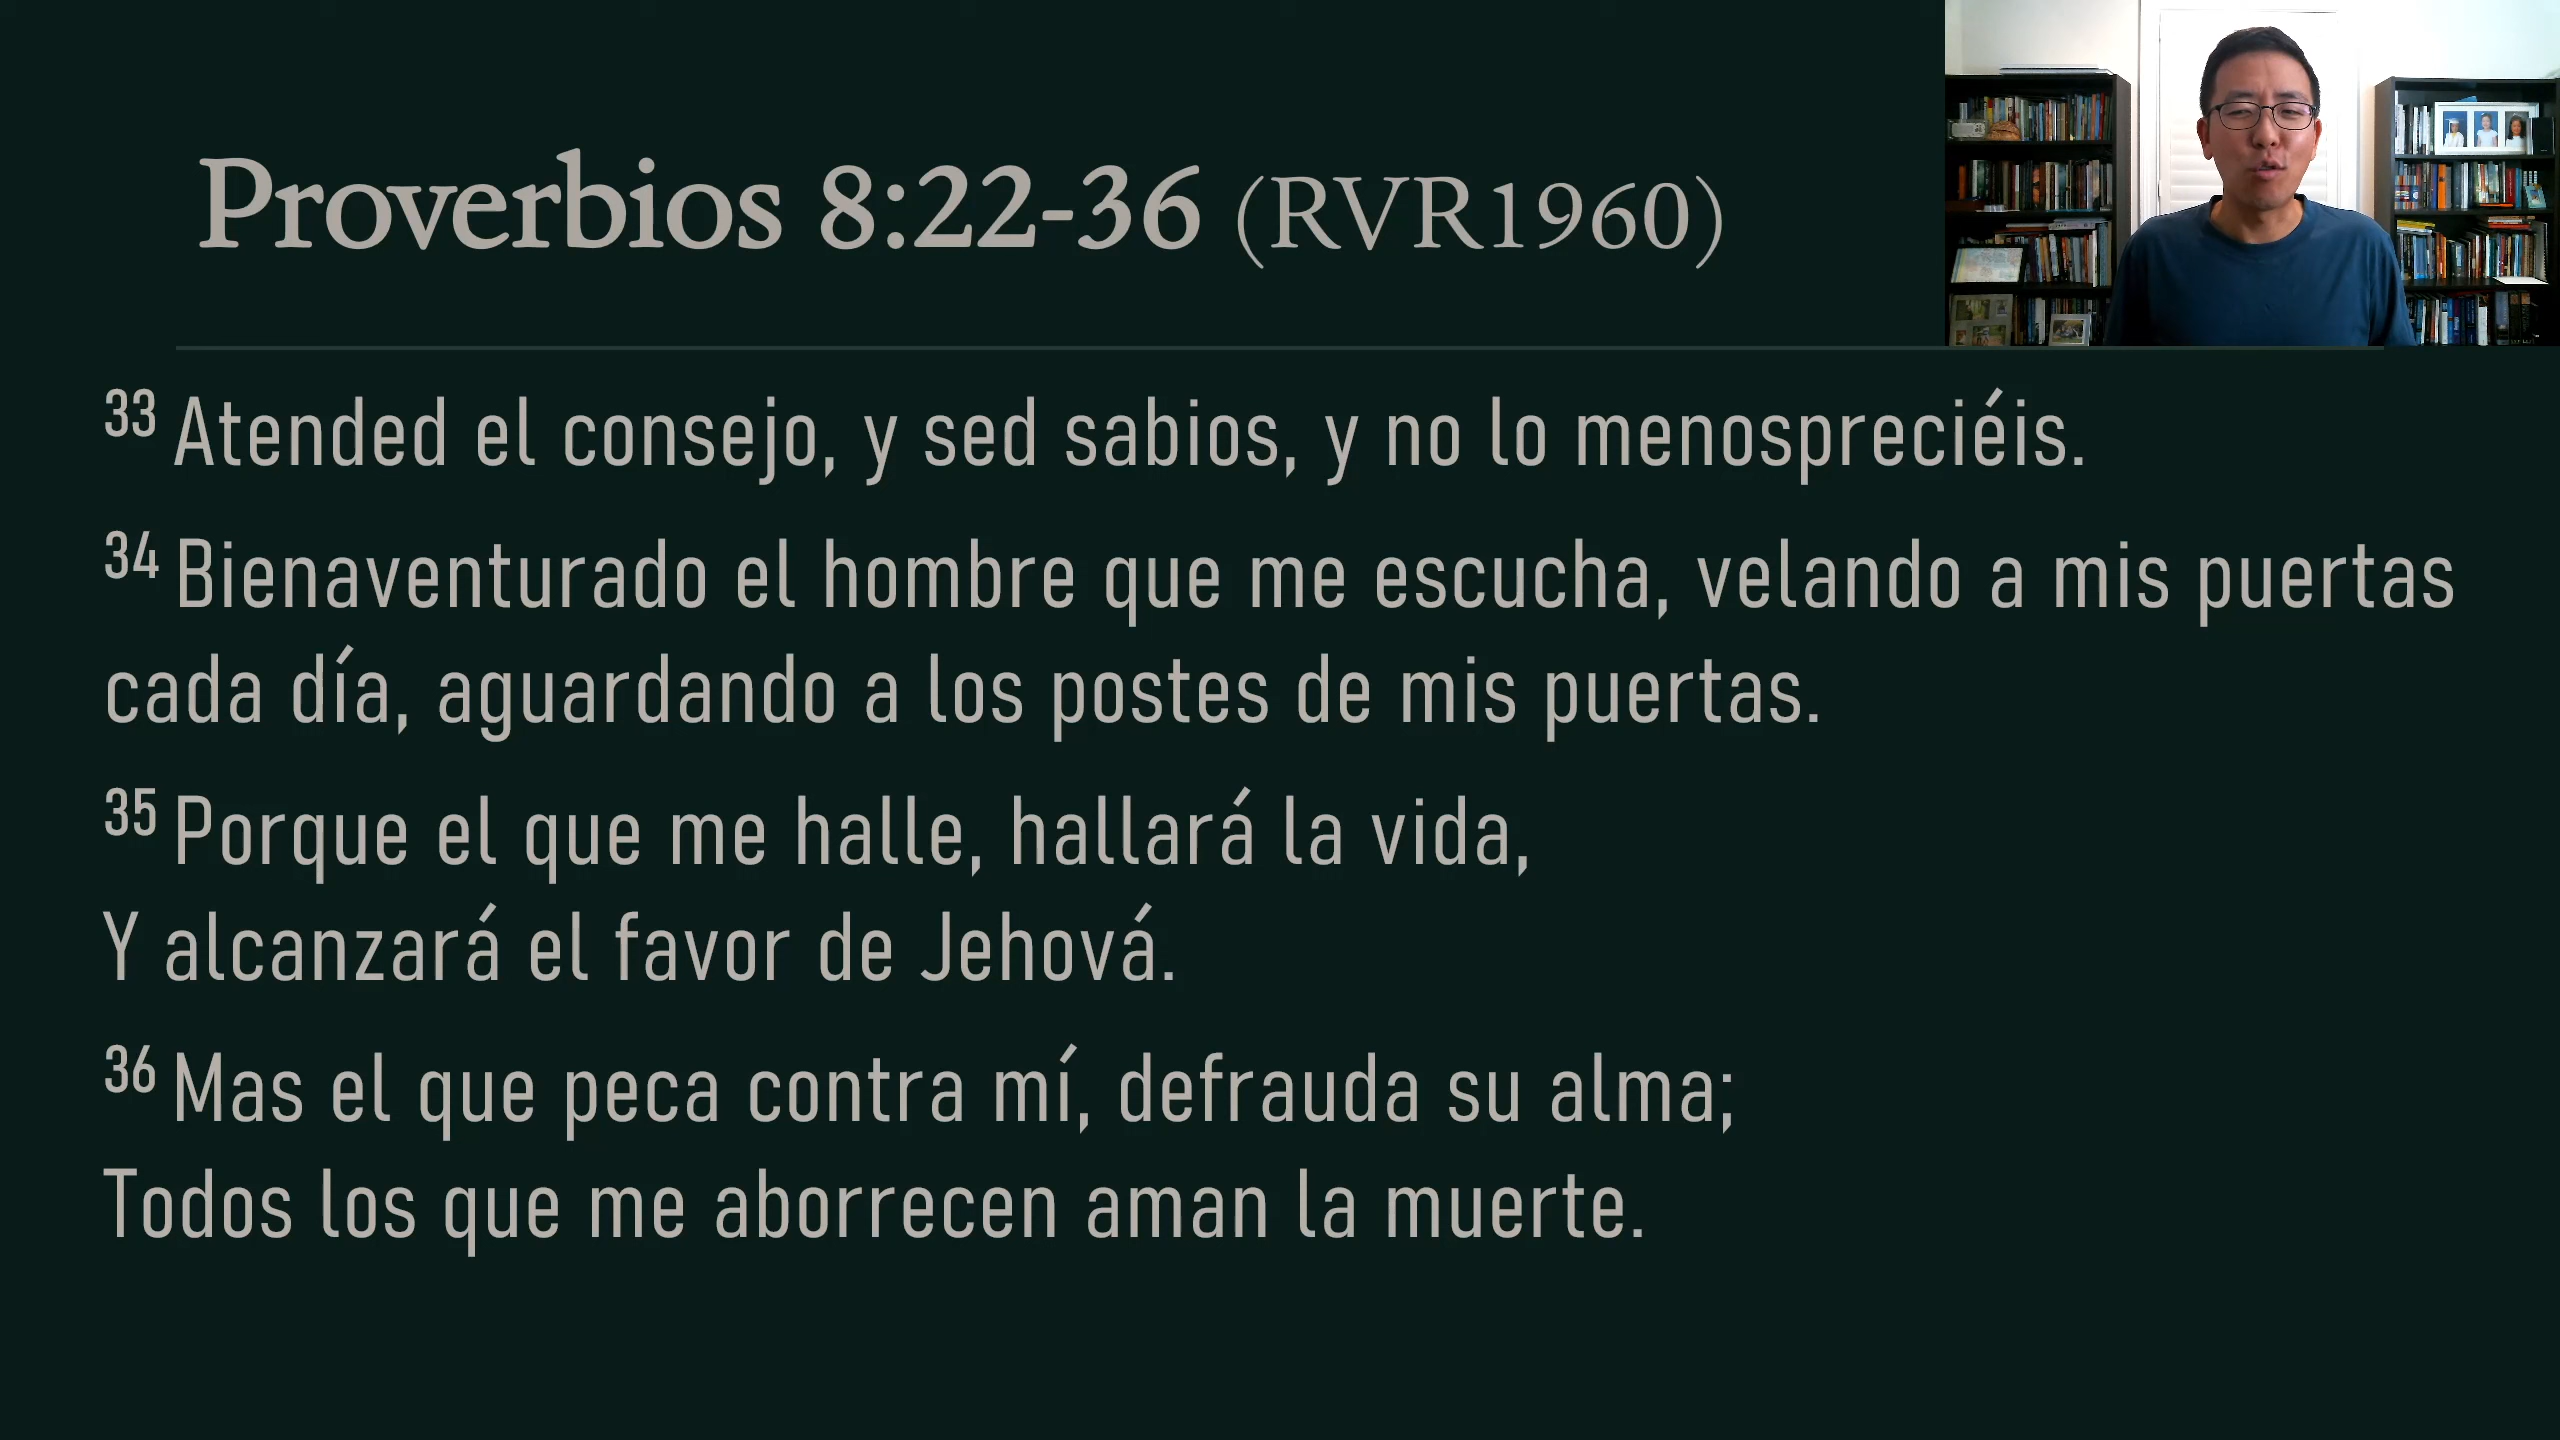 Proverbios 8:22-36 (RVR1960)
33 Atended el consejo, y sed sabios, y no lo menospreciéis.
34 Bienaventurado el hombre que me escucha, velando a mis puertas
cada día, aguardando a los postes de mis puertas.
35 Porque el que me halle, hallará la vida,
Y alcanzará el favor de Jehová.
36 Mas el que peca contra mí, defrauda su alma;
Todos los que me aborrecen aman la muerte.